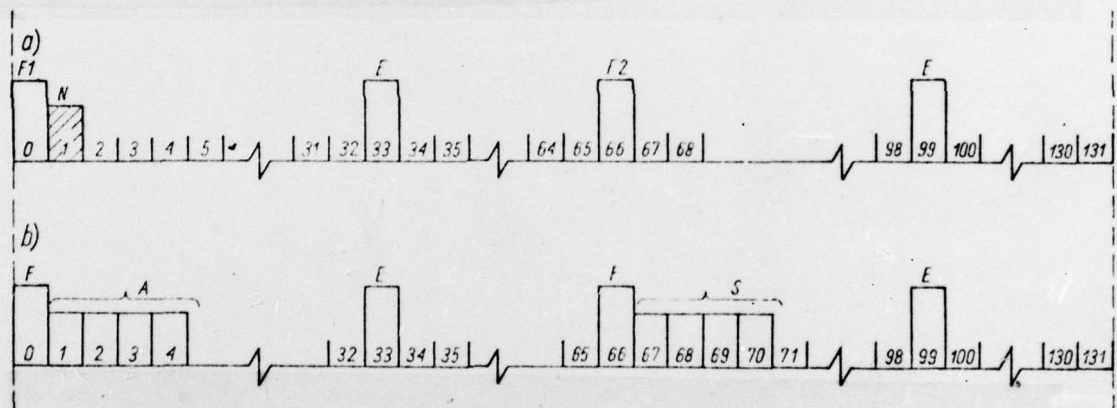 a)
F1 N E F2 E
0 1 2 3 4 5 31 32 33 34 35 64 65 66 67 68 98 99 100 130 131
b)
F A E F S E
0 1 2 3 4 32 33 34 35 65 66 67 68 69 70 71 98 99 100 130 131